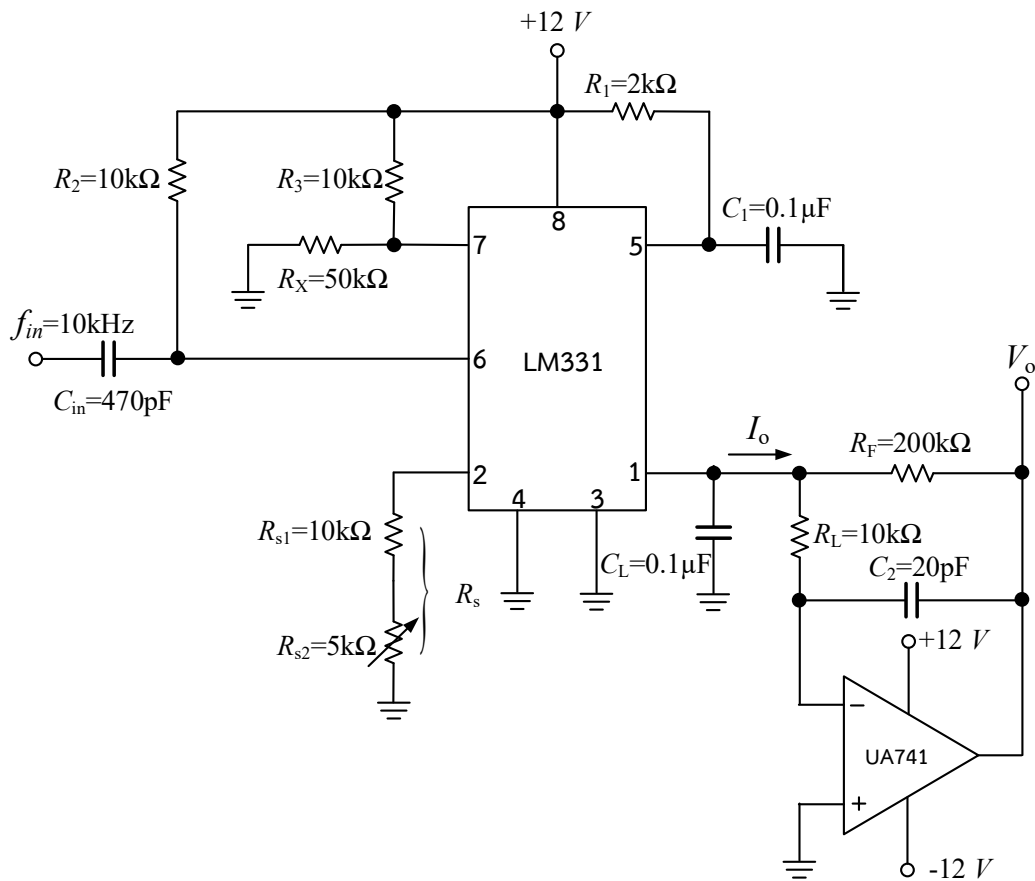 +12 V
R1=2kΩ
R2=10kΩ
R3=10kΩ
C1=0.1µF
8
7
5
RX=50kΩ
fin=10kHz
6
LM331
Cin=470pF
Vo
Io
RF=200kΩ
2
1
4
3
Rs1=10kΩ
RL=10kΩ
CL=0.1µF
C2=20pF
Rs
Rs2=5kΩ
+12 V
−
UA741
+
-12 V